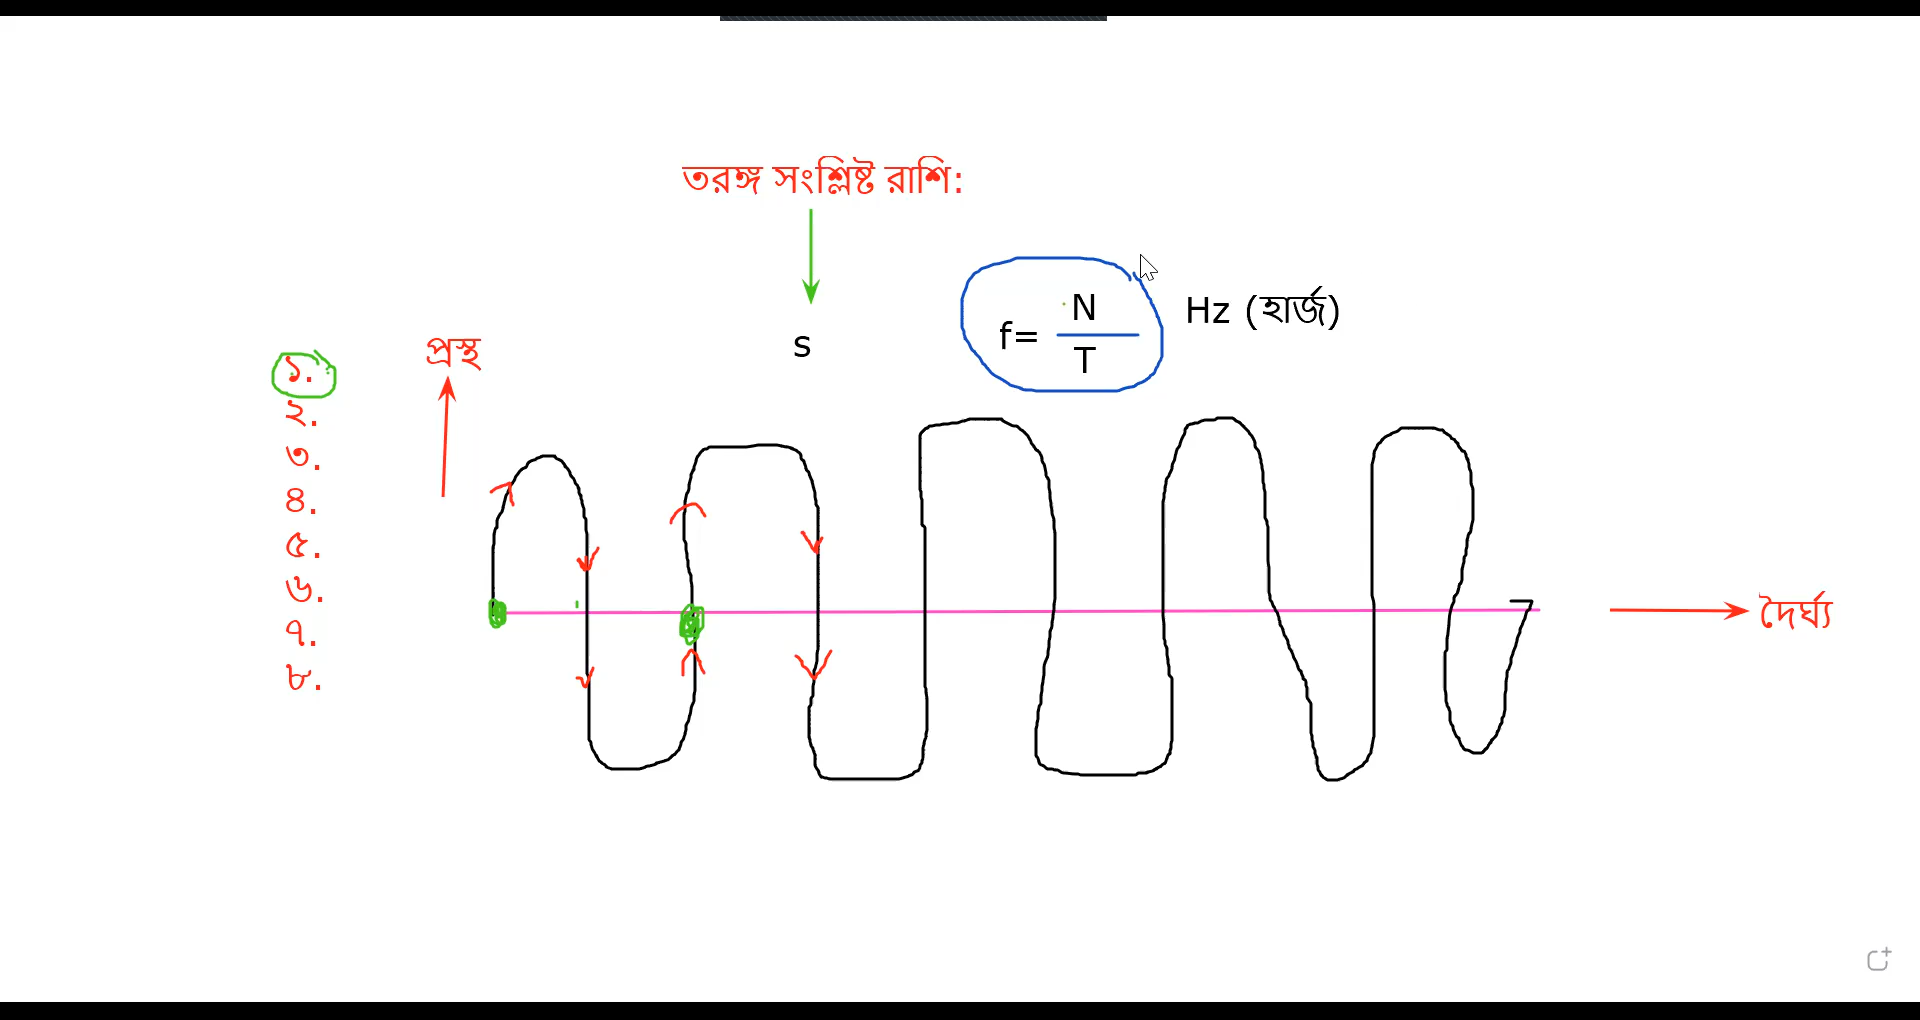 তরঙ্গ সংশ্লিষ্ট রাশি:
s
f= N
T
Hz (হার্জ)
প্রস্থ
১.
২.
৩.
৪.
৫.
৬.
৭.
৮.
দৈর্ঘ্য